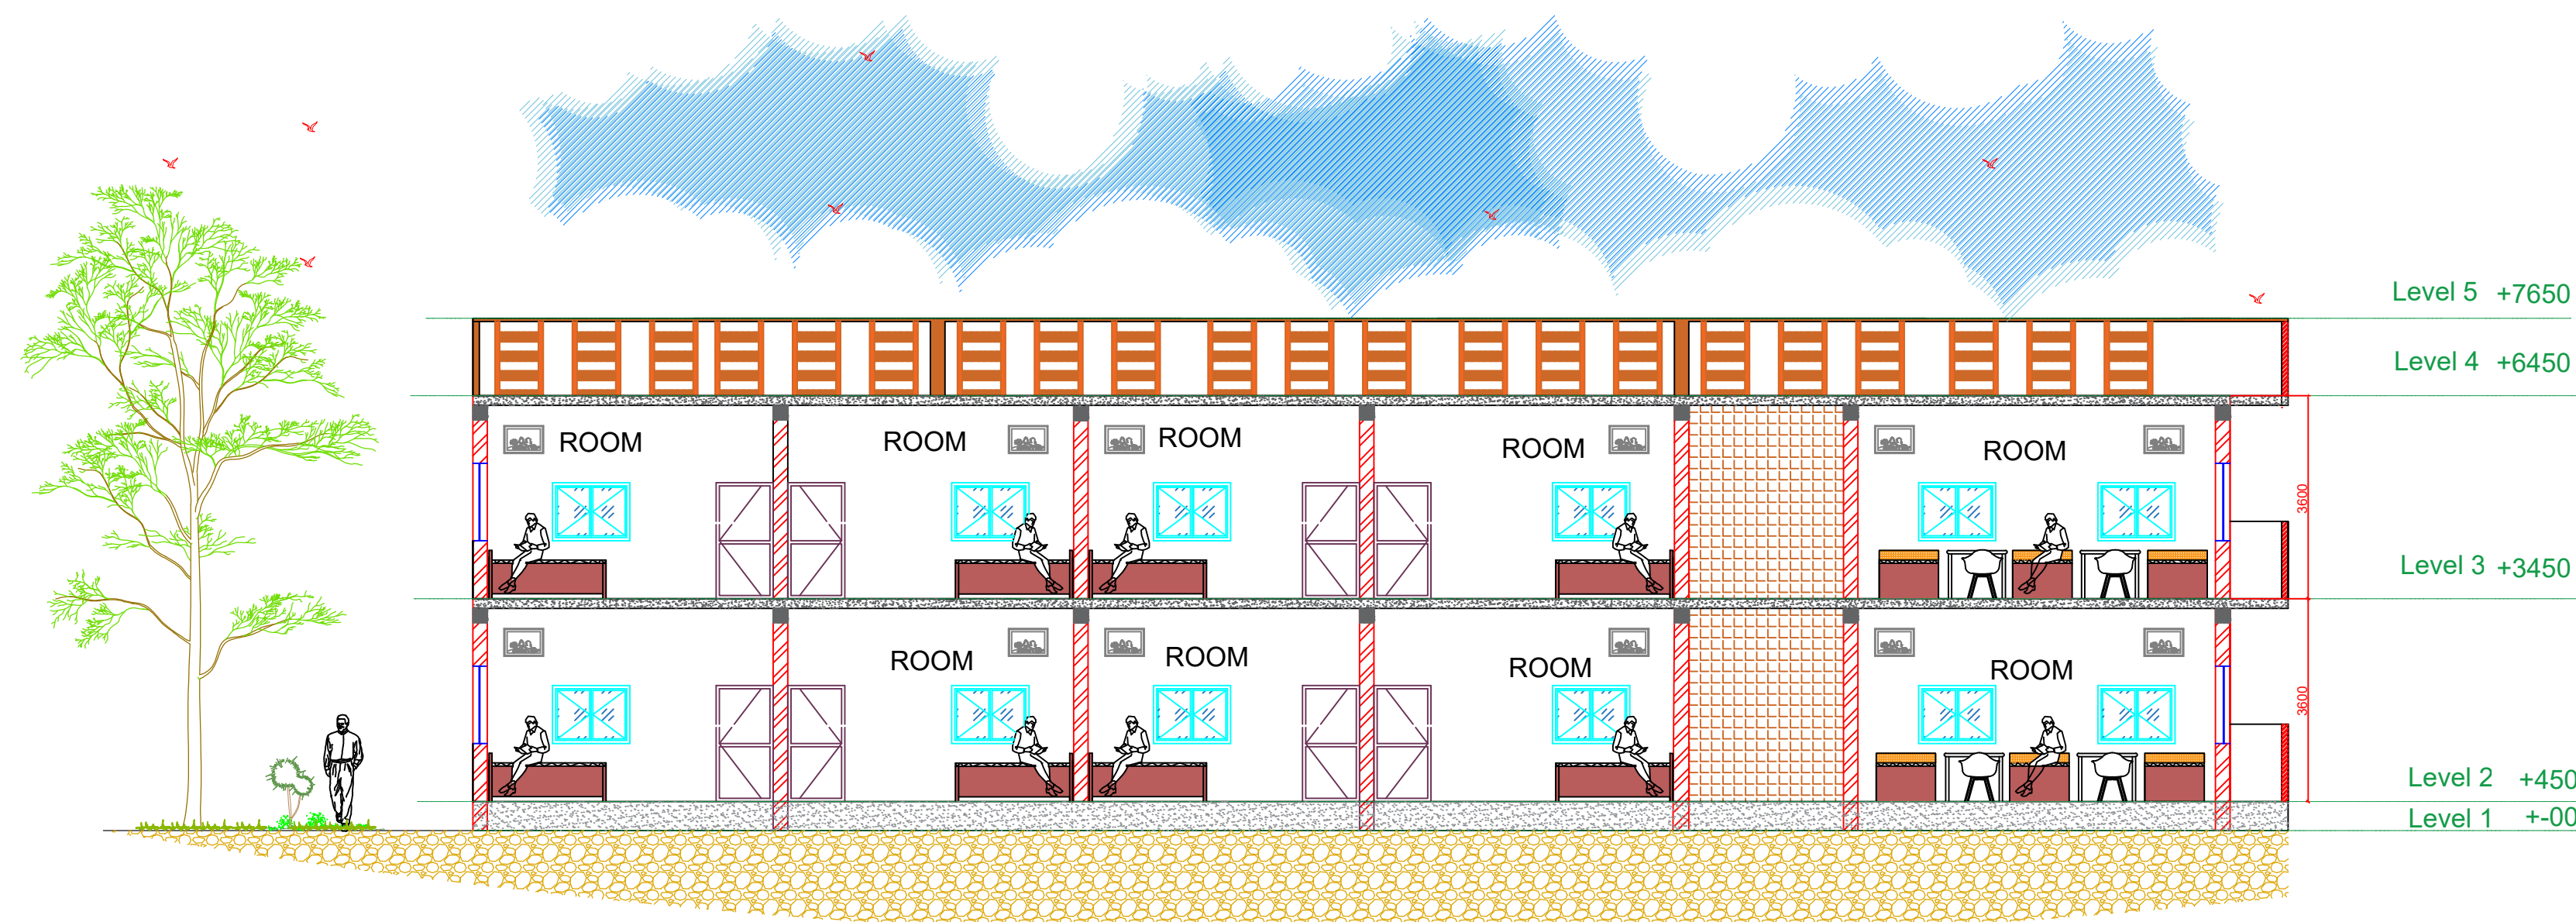 Level 5 +7650
Level 4 +6450
ROOM ROOM ROOM ROOM ROOM
3600
Level 3 +3450
ROOM ROOM ROOM ROOM
3600
Level 2 +450
Level 1 +-00